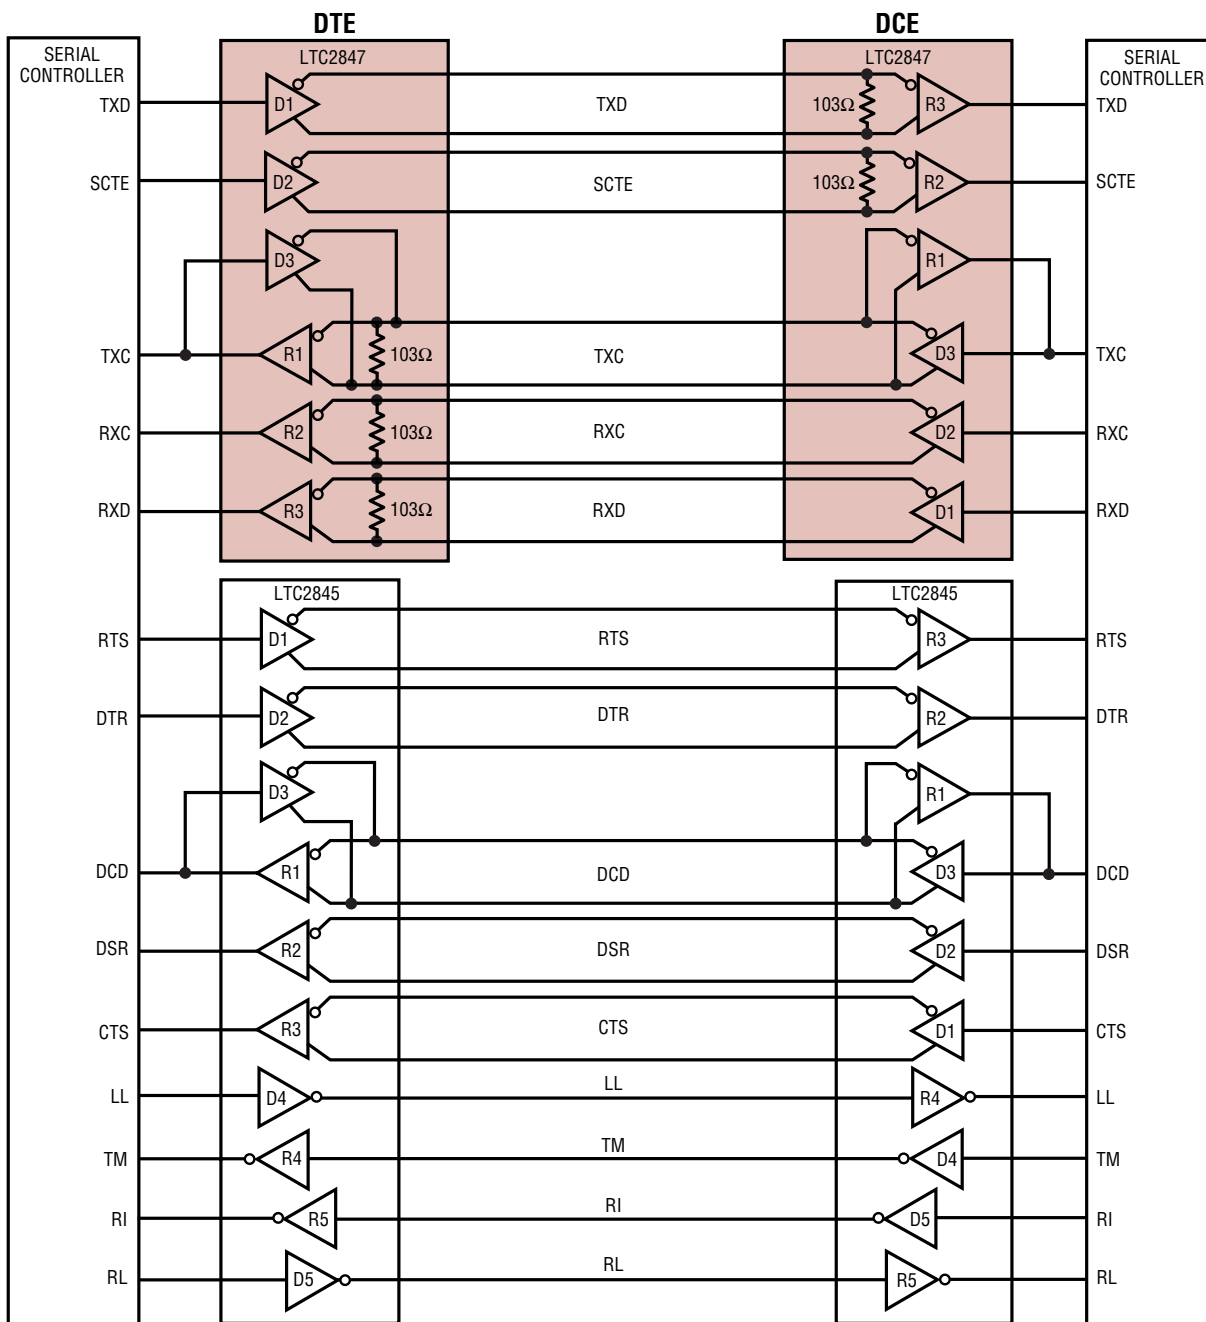 DTE DCE
SERIAL CONTROLLER LTC2847 LTC2847 SERIAL CONTROLLER
TXD D1 TXD 103Ω R3 TXD
SCTE D2 SCTE 103Ω R2 SCTE
D3 R1
TXC R1 103Ω TXC D3 TXC
RXC R2 103Ω RXC D2 RXC
RXD R3 103Ω RXD D1 RXD
LTC2845 LTC2845
RTS D1 RTS R3 RTS
DTR D2 DTR R2 DTR
D3 R1
DCD R1 DCD D3 DCD
DSR R2 DSR D2 DSR
CTS R3 CTS D1 CTS
LL D4 LL R4 LL
TM R4 TM D4 TM
RI R5 RI D5 RI
RL D5 RL R5 RL